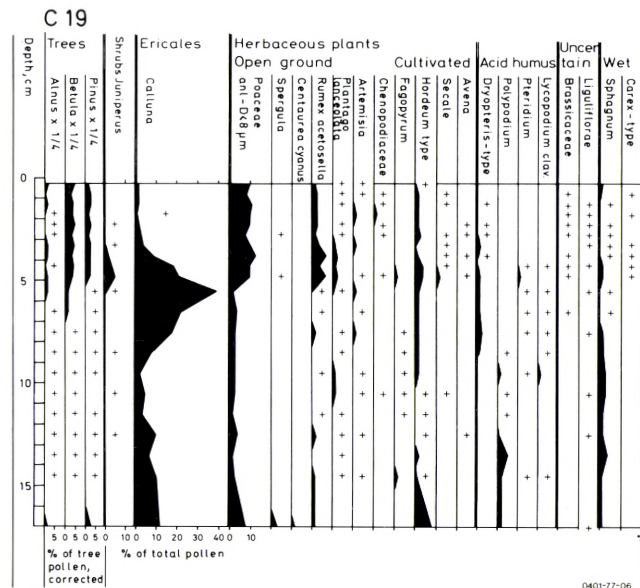 C 19
Trees
Ericales
Herbaceous plants
Open ground
Cultivated
Acid humus
Uncer
tain
Wet
Depth, cm
Alnus x 1/4
Betula x 1/4
Pinus x 1/4
Shrubs Juniperus
Calluna
Poaceae
anl-D<8 µm
Spergula
Centaurea cyanus
Rumex acetosella
Plantago
lanceolata
Artemisia
Chenopodiaceae
Fagopyrum
Hordeum type
Secale
Avena
Dryopteris-type
Polypodium
Pteridium
Lycopodium clav.
Brassicaceae
Liguliflorae
Sphagnum
Carex-type
0
5
10
15
5 0 5 0 5 0 10 0 10 20 30 40 0 10
% of tree
pollen,
corrected
% of total pollen
0401-77-06